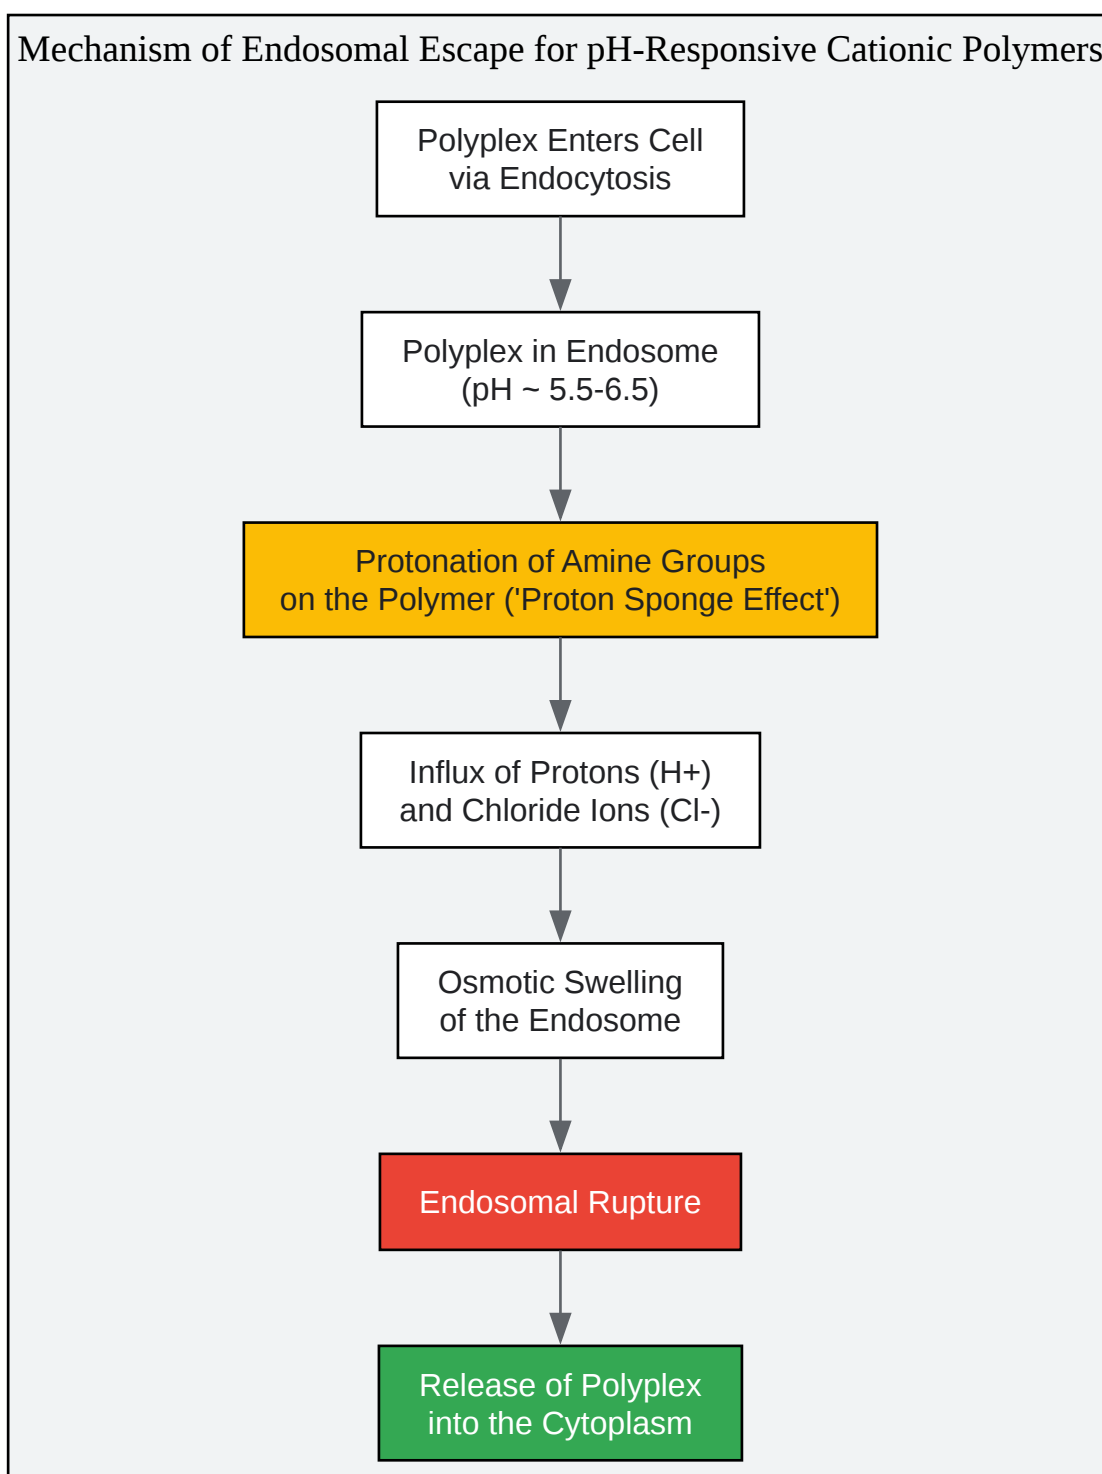 Mechanism of Endosomal Escape for pH-Responsive Cationic Polymers
Polyplex Enters Cell
via Endocytosis
Polyplex in Endosome
(pH ~ 5.5-6.5)
Protonation of Amine Groups
on the Polymer ('Proton Sponge Effect')
Influx of Protons (H+)
and Chloride Ions (Cl-)
Osmotic Swelling
of the Endosome
Endosomal Rupture
Release of Polyplex
into the Cytoplasm